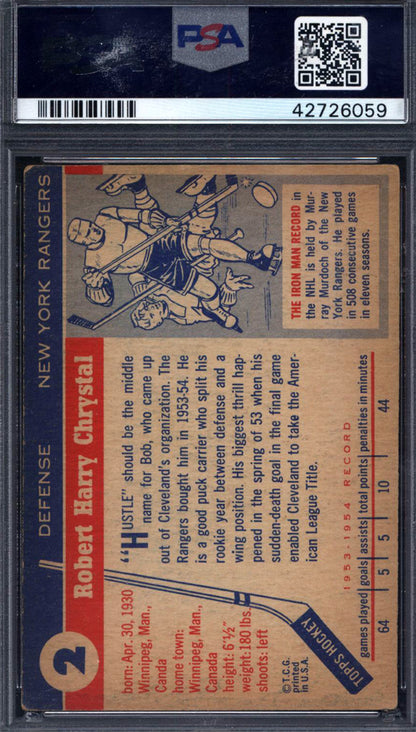 PSA
42726059
2
DEFENSE NEW YORK RANGERS
Robert Harry Chrystal
born: Apr. 30, 1930
Winnipeg, Man.,
Canda
home town:
Winnipeg, Man.,
Canada
height: 6'½"
weight: 180 lbs.
shoots: left
© T.C.G.
printed
in U.S.A.
TOPPS HOCKEY
"HUSTLE" should be the middle
name for Bob, who came up
out of Cleveland's organization. The
Rangers bought him in 1953-54. He
is a good puck carrier who split his
rookie year between defense and a
wing position. His biggest thrill hap-
pened in the spring of 53 when his
sudden-death goal in the final game
enabled Cleveland to take the Amer-
ican League Title.
THE IRON MAN RECORD in
the NHL is held by Mur-
ray Murdoch of the New
York Rangers. He played
in 506 consecutive games
in eleven seasons.
1953-1954 RECORD
games played goals assists total points penalties in minutes
64 5 5 10 44